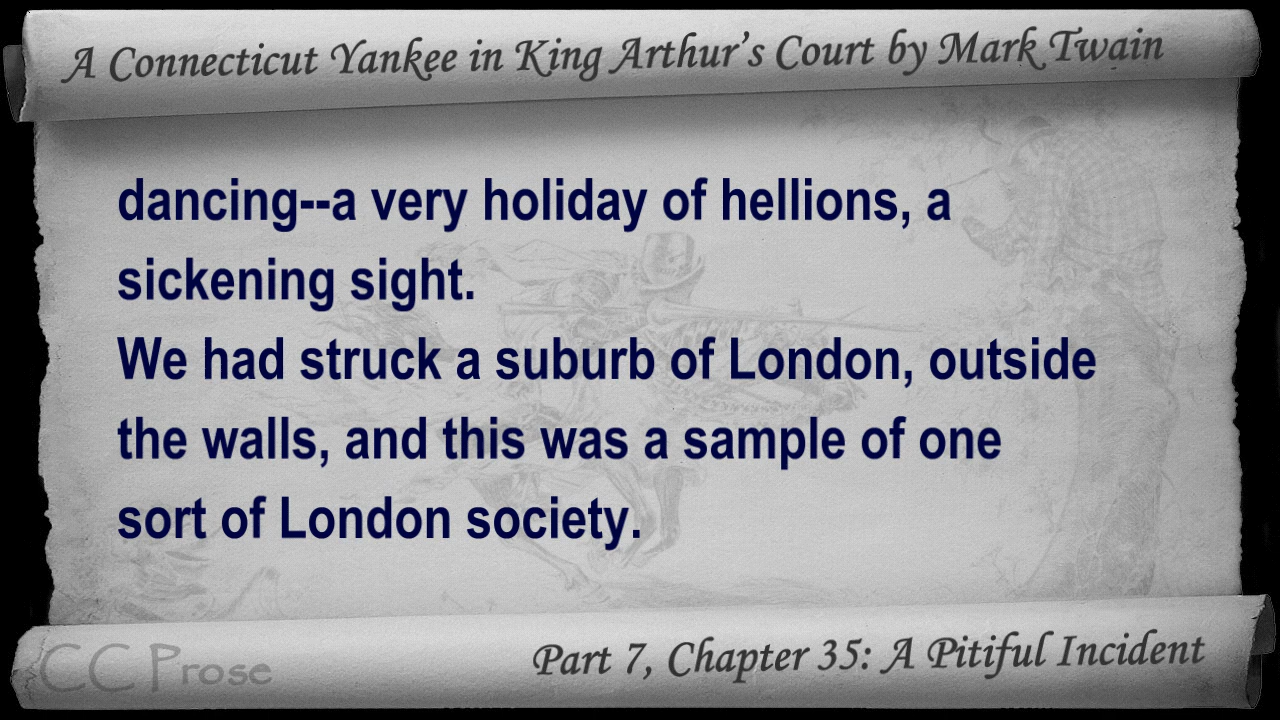 A Connecticut Yankee in King Arthur's Court by Mark Twain
dancing--a very holiday of hellions, a
sickening sight.
We had struck a suburb of London, outside
the walls, and this was a sample of one
sort of London society.
CC Prose
Part 7, Chapter 35: A Pitiful Incident